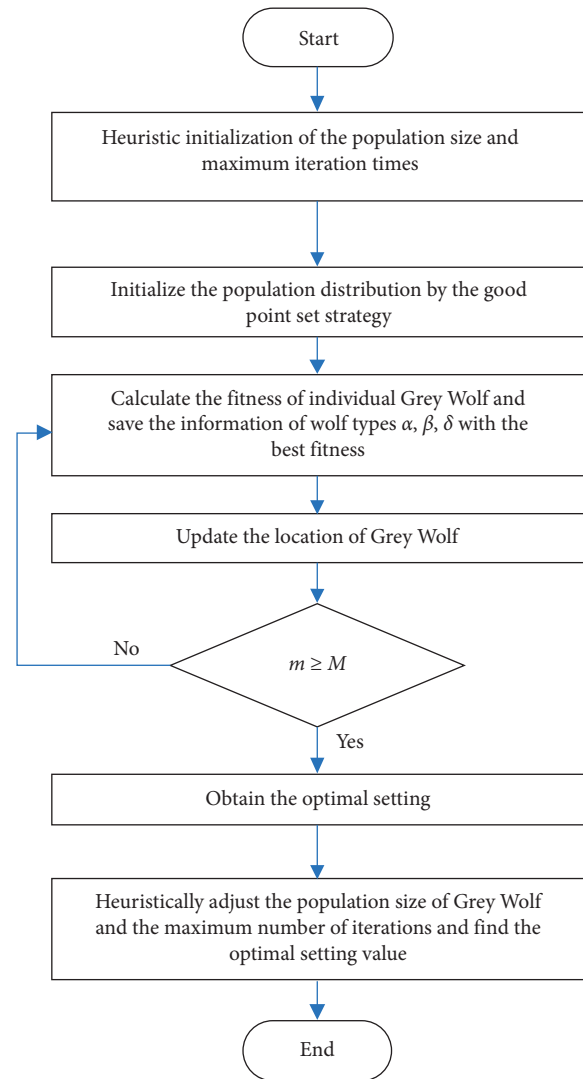 Start
Heuristic initialization of the population size and
maximum iteration times
Initialize the population distribution by the good
point set strategy
Calculate the fitness of individual Grey Wolf and
save the information of wolf types α, β, δ with the
best fitness
Update the location of Grey Wolf
No
m ≥ M
Yes
Obtain the optimal setting
Heuristically adjust the population size of Grey Wolf
and the maximum number of iterations and find the
optimal setting value
End